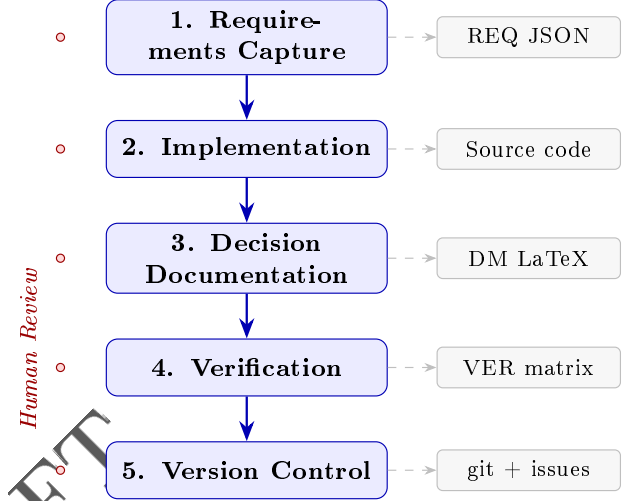 1. Require-
ments Capture
REQ JSON
2. Implementation
Source code
3. Decision
Documentation
DM LaTeX
Human Review
4. Verification
VER matrix
5. Version Control
git + issues